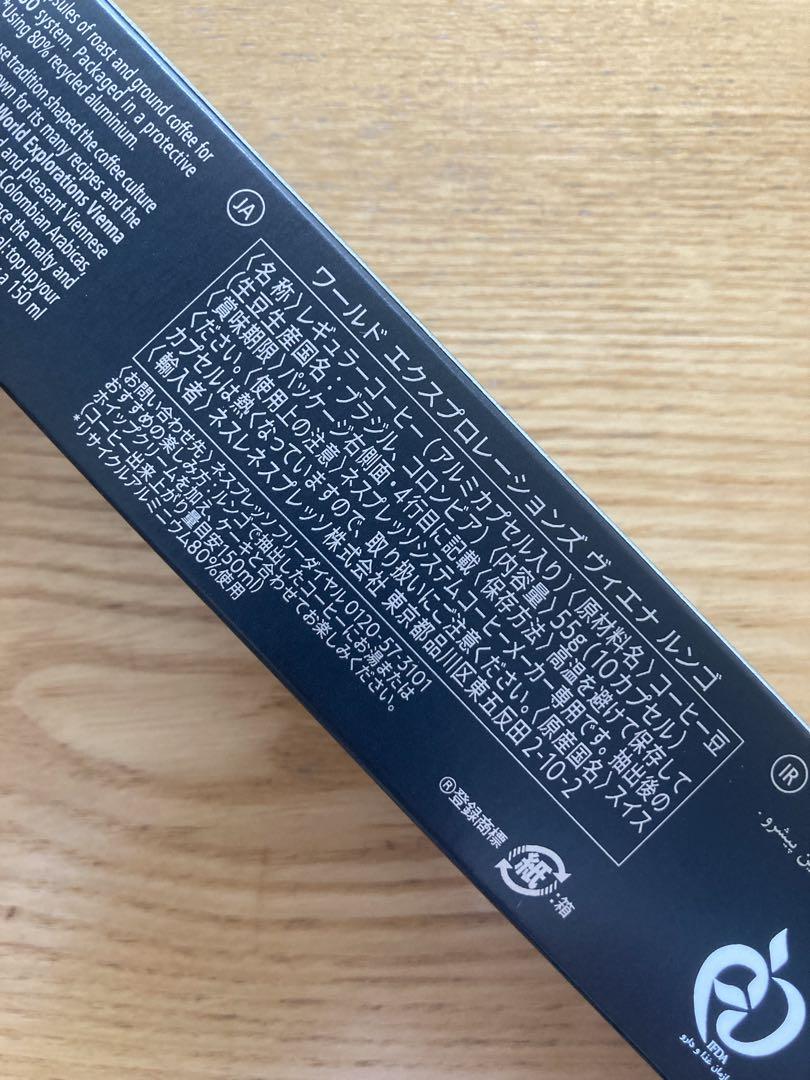 psules of roast and ground coffee for
system. Packaged in a protective
*Using 80% recycled aluminium.
se tradition shaped the coffee culture
own for its many recipes and the
World Explorations Vienna
and pleasant Viennese
Colombian Arabicas,
nce the malty and
al: top up your
a 150 ml
JA
ワールド エクスプロレーションズ ヴィエナ ルンゴ
〈名称〉レギュラーコーヒー(アルミカプセル入り)〈原材料名〉コーヒー豆
(生豆生産国名:ブラジル、コロンビア)〈内容量〉55g(10カプセル)
〈賞味期限〉パッケージ右側面・4行目に記載〈保存方法〉高温を避けて保存して
ください。〈使用上の注意〉ネスプレッソシステムコーヒーメーカー専用です。抽出後の
カプセルは熱くなっていますので、取り扱いにご注意ください。〈原産国名〉スイス
〈輸入者〉ネスレネスプレッソ株式会社 東京都品川区東五反田2-10-2
〈お問い合わせ先〉ネスプレッソフリーダイヤル0120-57-3101
おすすめの楽しみ方:ルンゴで抽出したコーヒーにお湯または
ホイップクリームを加え、ケーキと合わせてお楽しみください。
(コーヒー出来上がり量目安150ml)
*リサイクルアルミニウム80%使用
®登録商標
紙:箱
IR
پیشرو.
IFDA
سازمان غذا و دارو